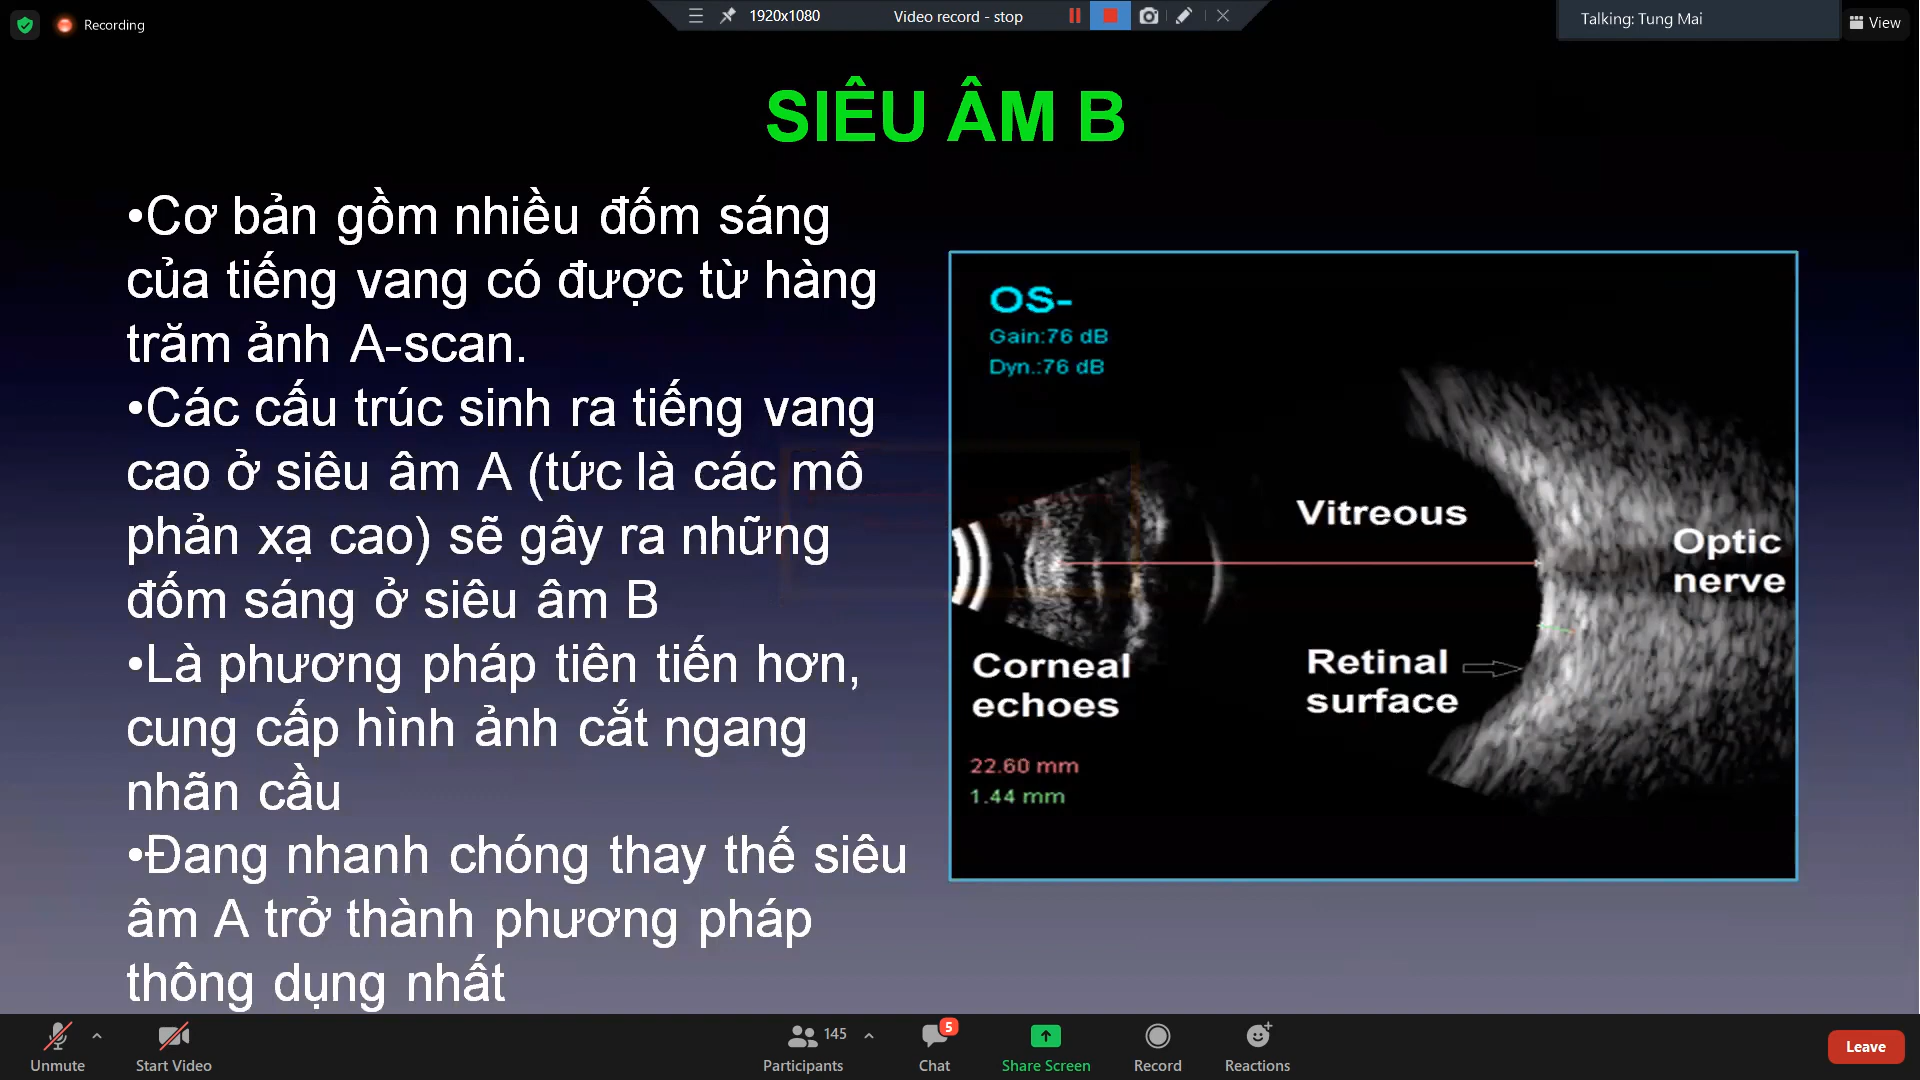 Recording
1920x1080
Video record - stop
Talking: Tung Mai
View
SIÊU ÂM B
•Cơ bản gồm nhiều đốm sáng
của tiếng vang có được từ hàng
trăm ảnh A-scan.
•Các cấu trúc sinh ra tiếng vang
cao ở siêu âm A (tức là các mô
phản xạ cao) sẽ gây ra những
đốm sáng ở siêu âm B
•Là phương pháp tiên tiến hơn,
cung cấp hình ảnh cắt ngang
nhãn cầu
•Đang nhanh chóng thay thế siêu
âm A trở thành phương pháp
thông dụng nhất
OS-
Gain:76 dB
Dyn.:76 dB
Vitreous
Optic
nerve
Corneal
echoes
Retinal
surface
22.60 mm
1.44 mm
Unmute
Start Video
145
Participants
5
Chat
Share Screen
Record
Reactions
Leave